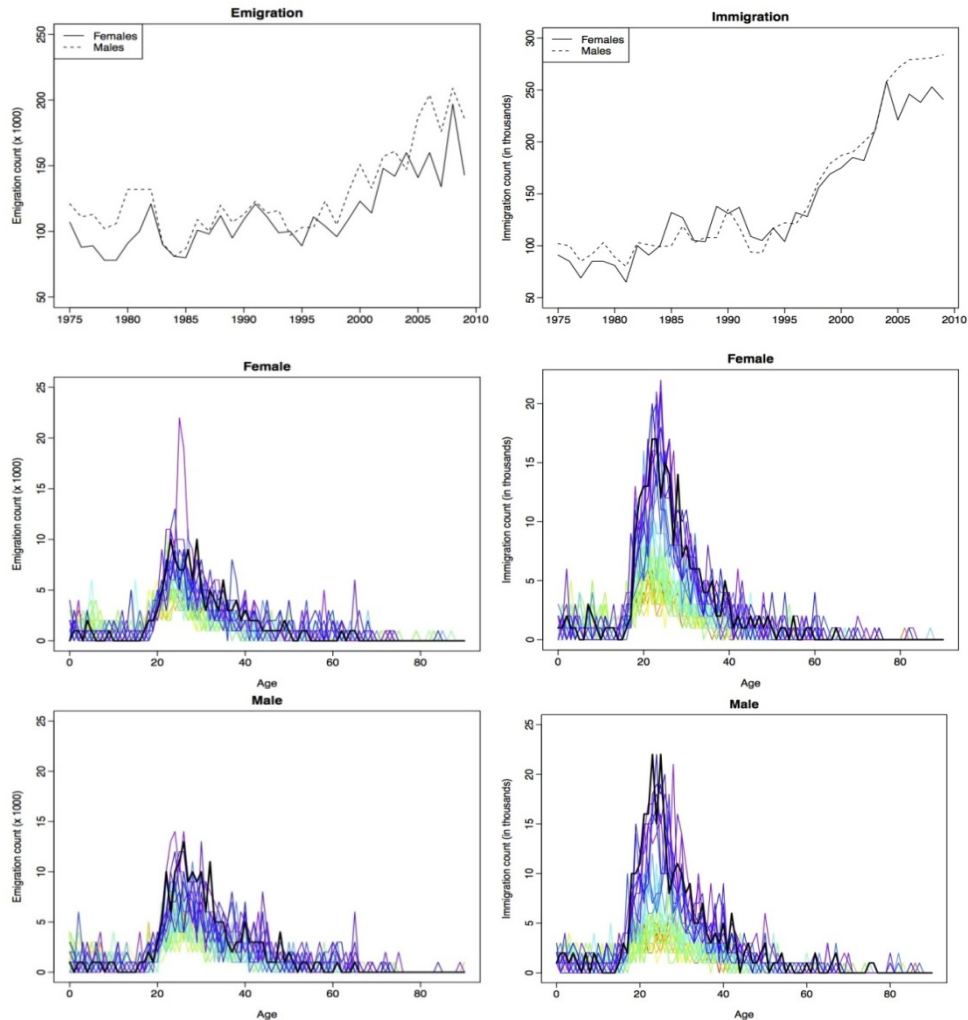 Emigration
Females
Males
Emigration count (x 1000)
50 100 150 200 250
1975 1980 1985 1990 1995 2000 2005 2010
Immigration
Females
Males
Immigration count (in thousands)
50 100 150 200 250 300
1975 1980 1985 1990 1995 2000 2005 2010
Female
Emigration count (x 1000)
0 5 10 15 20 25
0 20 40 60 80
Age
Female
Immigration count (in thousands)
0 5 10 15 20
0 20 40 60 80
Age
Male
Emigration count (x 1000)
0 5 10 15 20 25
0 20 40 60 80
Age
Male
Immigration count (in thousands)
0 5 10 15 20 25
0 20 40 60 80
Age